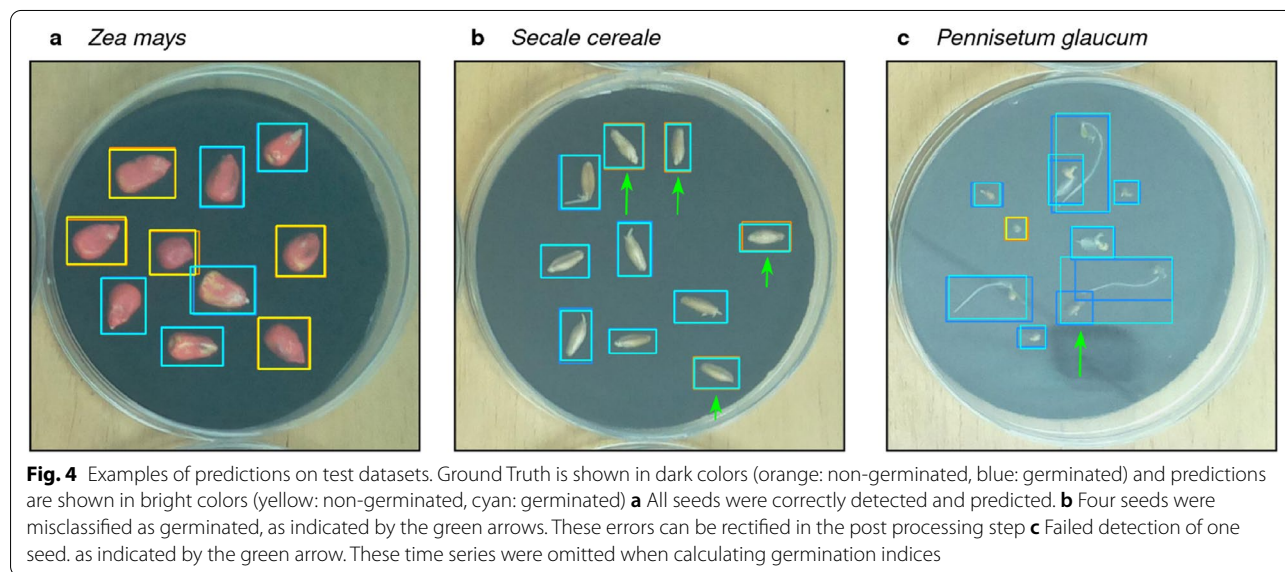 a Zea mays
b Secale cereale
c Pennisetum glaucum
Fig. 4 Examples of predictions on test datasets. Ground Truth is shown in dark colors (orange: non-germinated, blue: germinated) and predictions
are shown in bright colors (yellow: non-germinated, cyan: germinated) a All seeds were correctly detected and predicted. b Four seeds were
misclassified as germinated, as indicated by the green arrows. These errors can be rectified in the post processing step c Failed detection of one
seed. as indicated by the green arrow. These time series were omitted when calculating germination indices